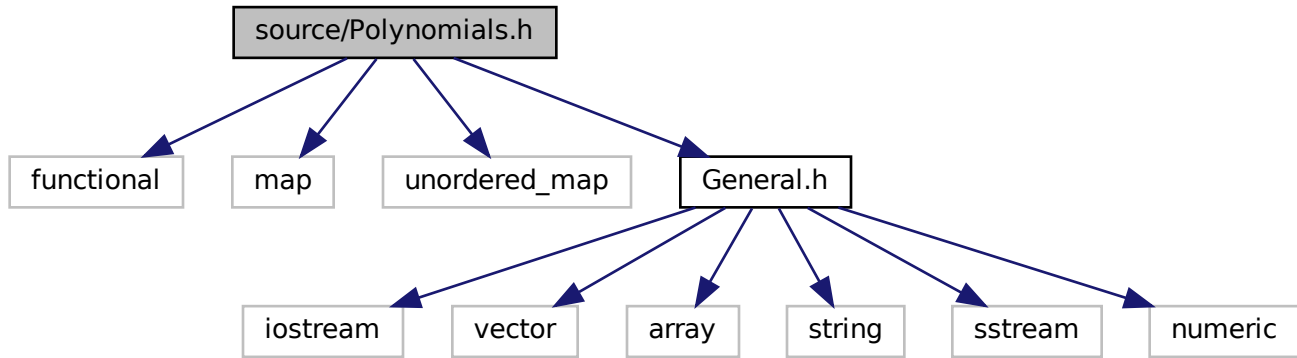 source/Polynomials.h
functional
map
unordered_map
General.h
iostream
vector
array
string
sstream
numeric